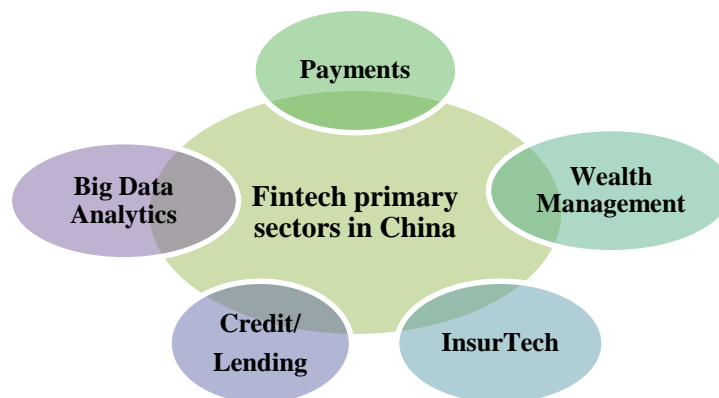 Payments
Big Data
Analytics
Fintech primary
sectors in China
Wealth
Management
Credit/
Lending
InsurTech